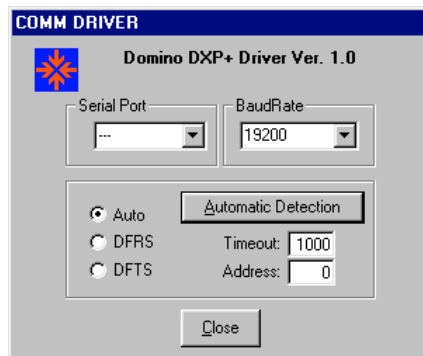 COMM DRIVER
Domino DXP+ Driver Ver. 1.0
Serial Port BaudRate
--- 19200
Auto Automatic Detection
DFRS Timeout: 1000
DFTS Address: 0
Close